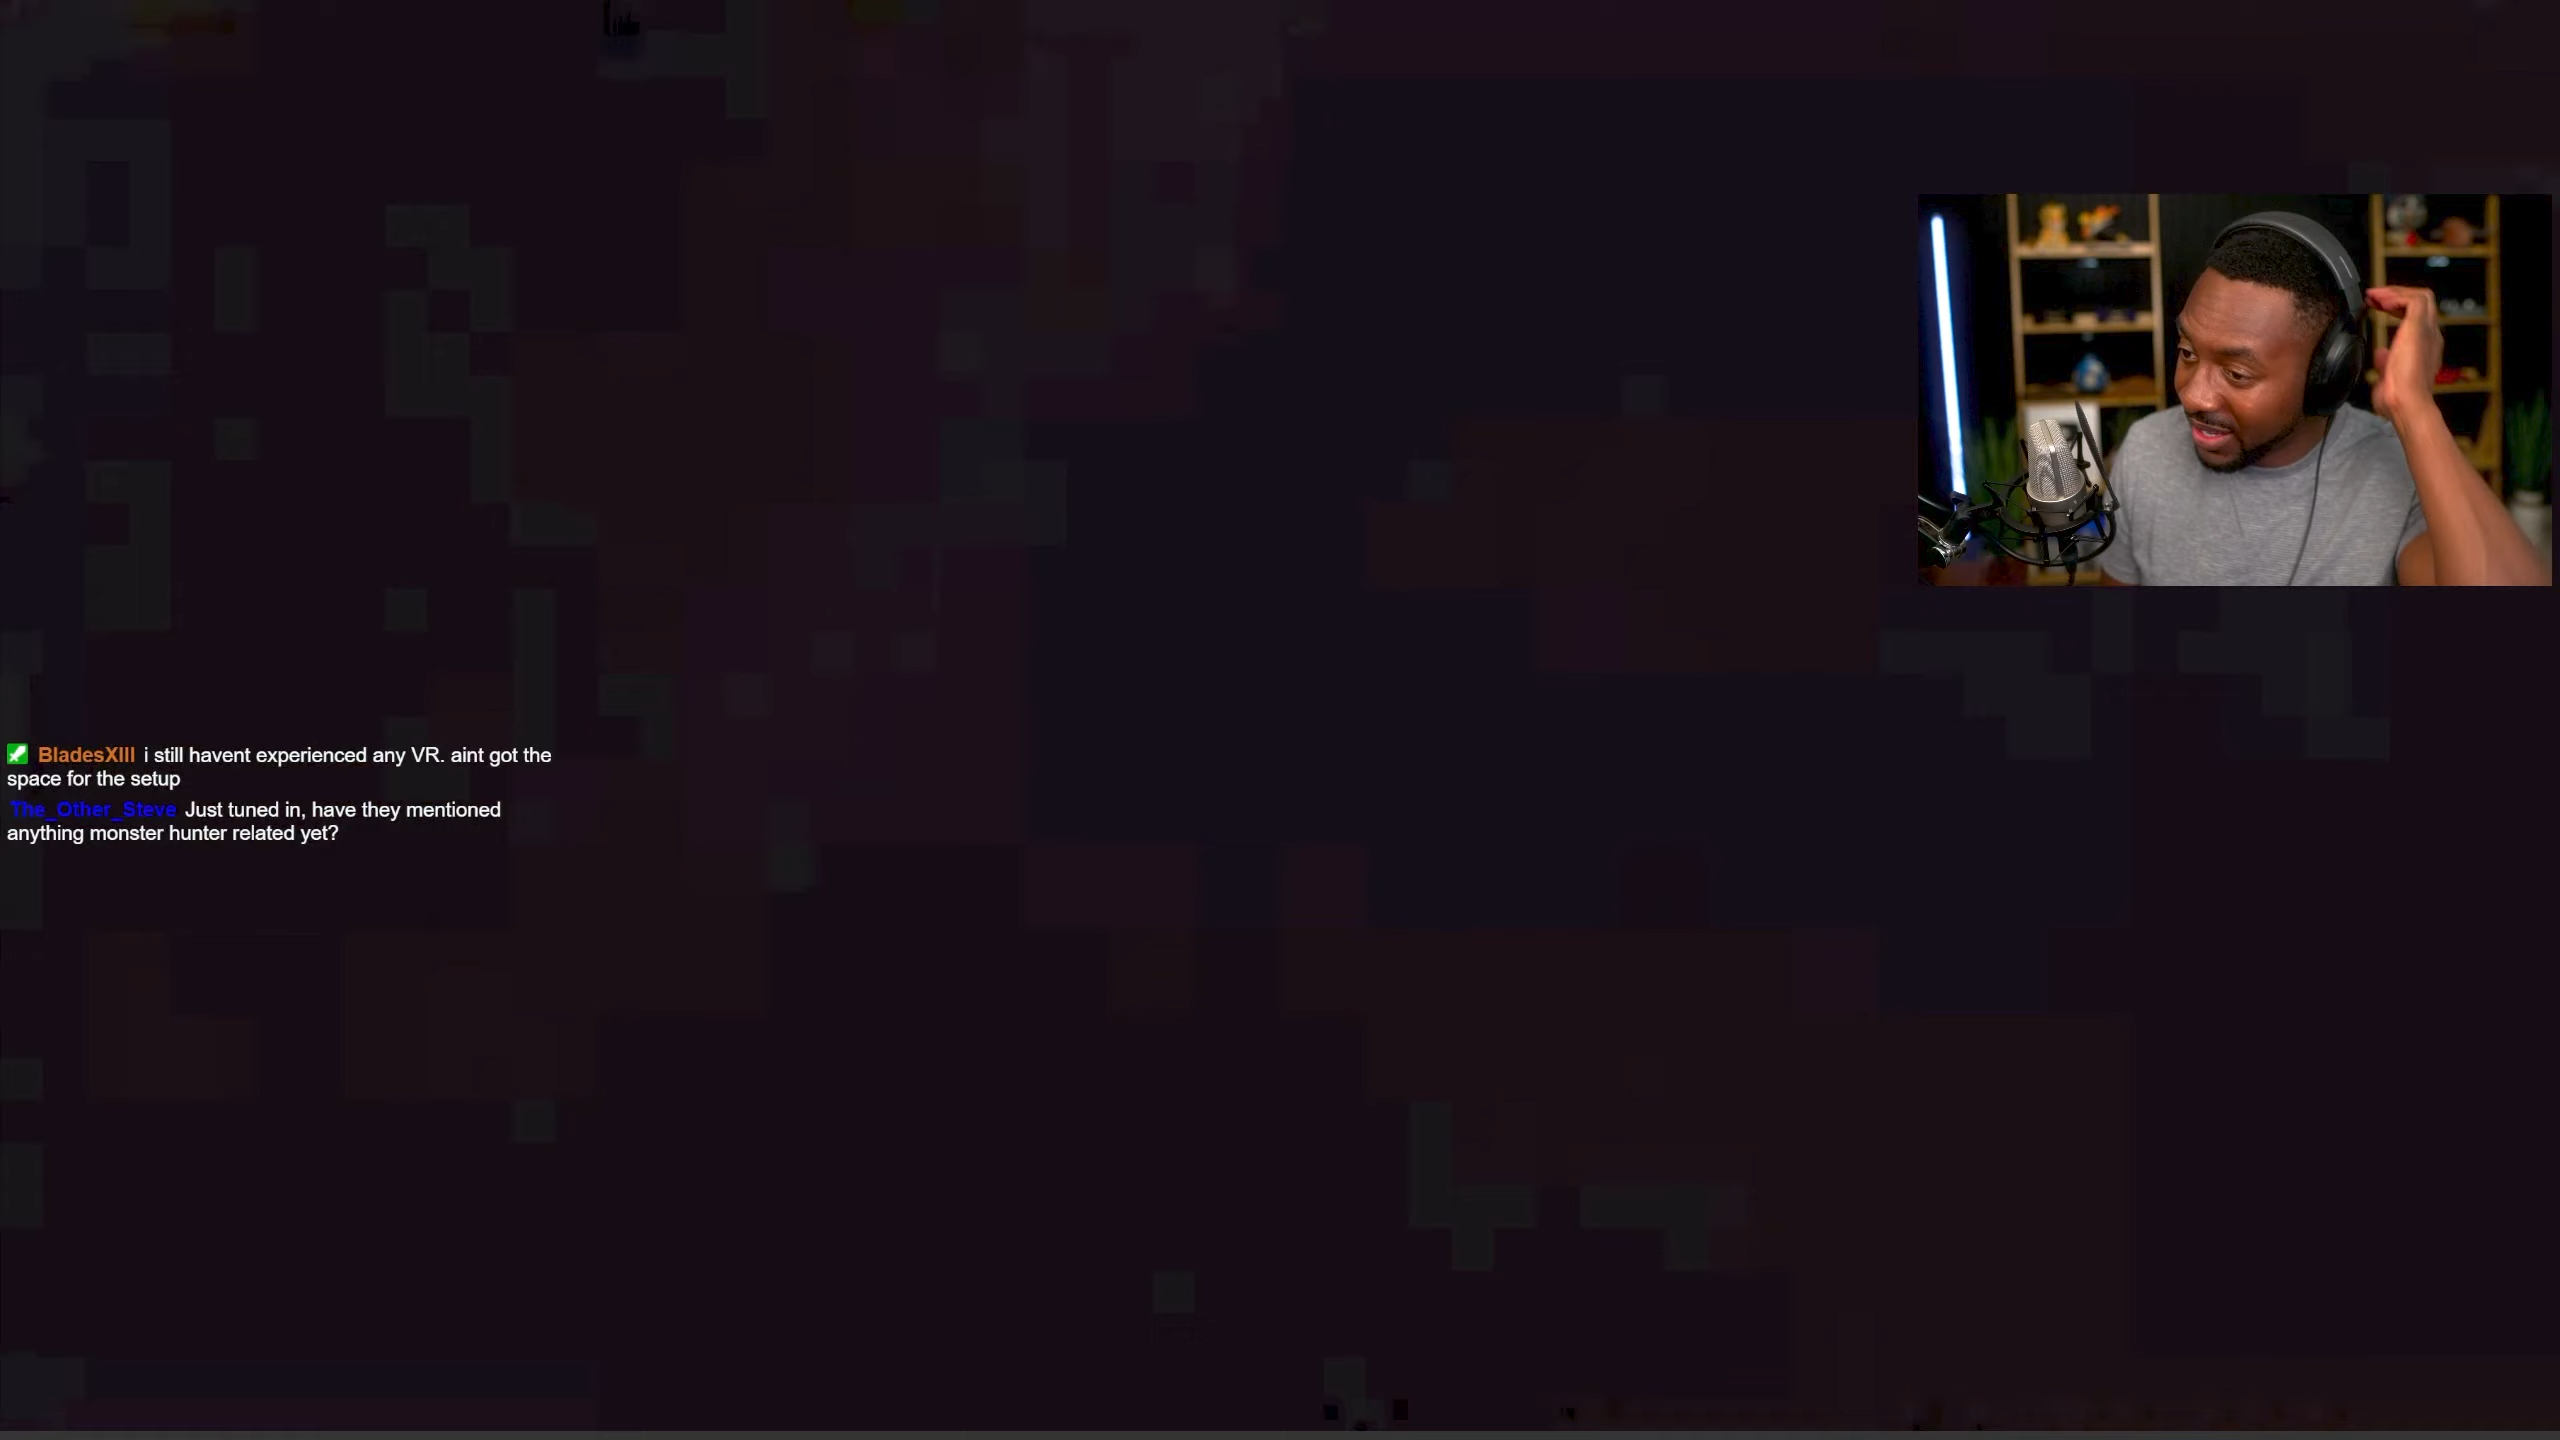 BladesXIII i still havent experienced any VR. aint got the
space for the setup
The_Other_Steve Just tuned in, have they mentioned
anything monster hunter related yet?